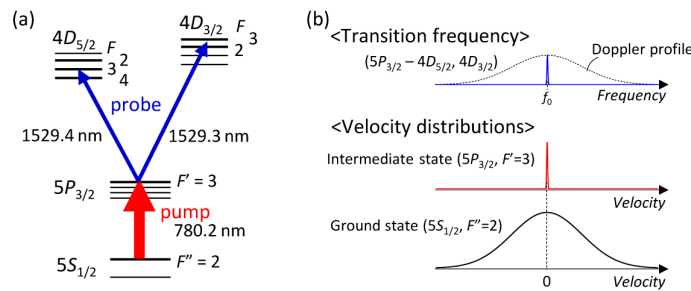 (a)
4D5/2
F
2
3
4
4D3/2
F
3
2
probe
1529.4 nm
1529.3 nm
5P3/2
F' = 3
pump
780.2 nm
5S1/2
F" = 2
(b)
<Transition frequency>
(5P3/2 – 4D5/2, 4D3/2)
Doppler profile
f0
Frequency
<Velocity distributions>
Intermediate state (5P3/2, F'=3)
Velocity
Ground state (5S1/2, F"=2)
0
Velocity